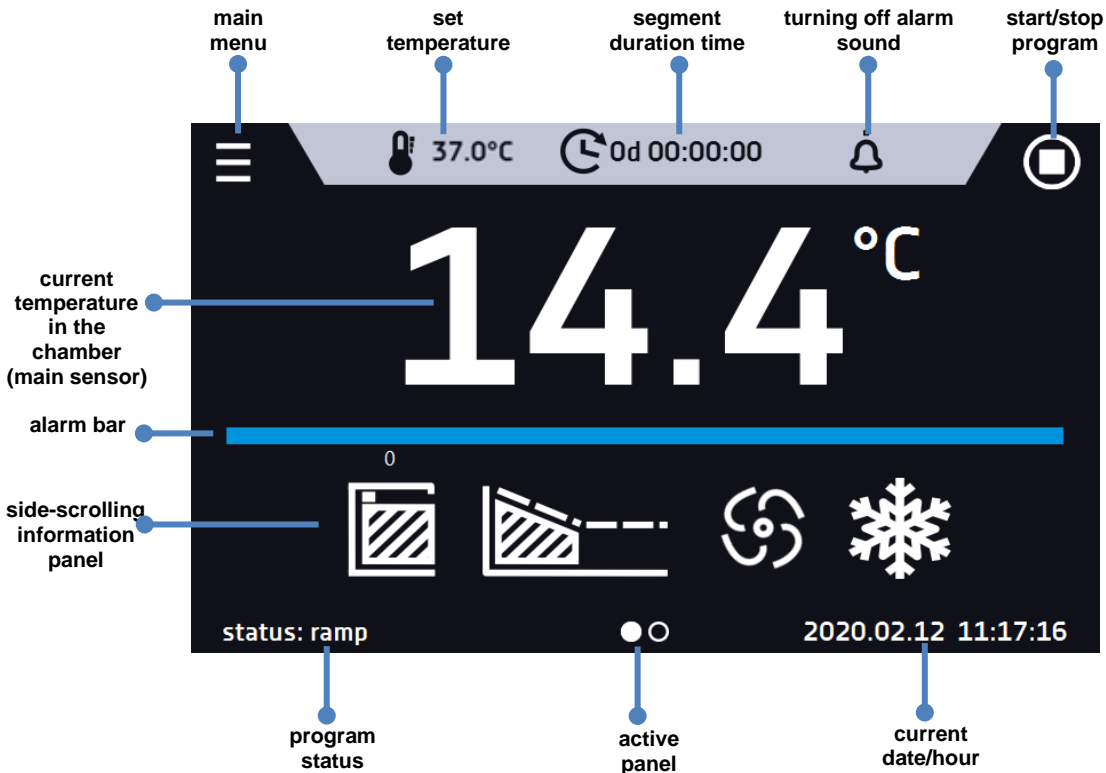 main
menu
set
temperature
segment
duration time
turning off alarm
sound
start/stop
program
37.0°C
0d 00:00:00
14.4 °C
current
temperature
in the
chamber
(main sensor)
alarm bar
0
side-scrolling
information
panel
status: ramp
2020.02.12 11:17:16
program
status
active
panel
current
date/hour